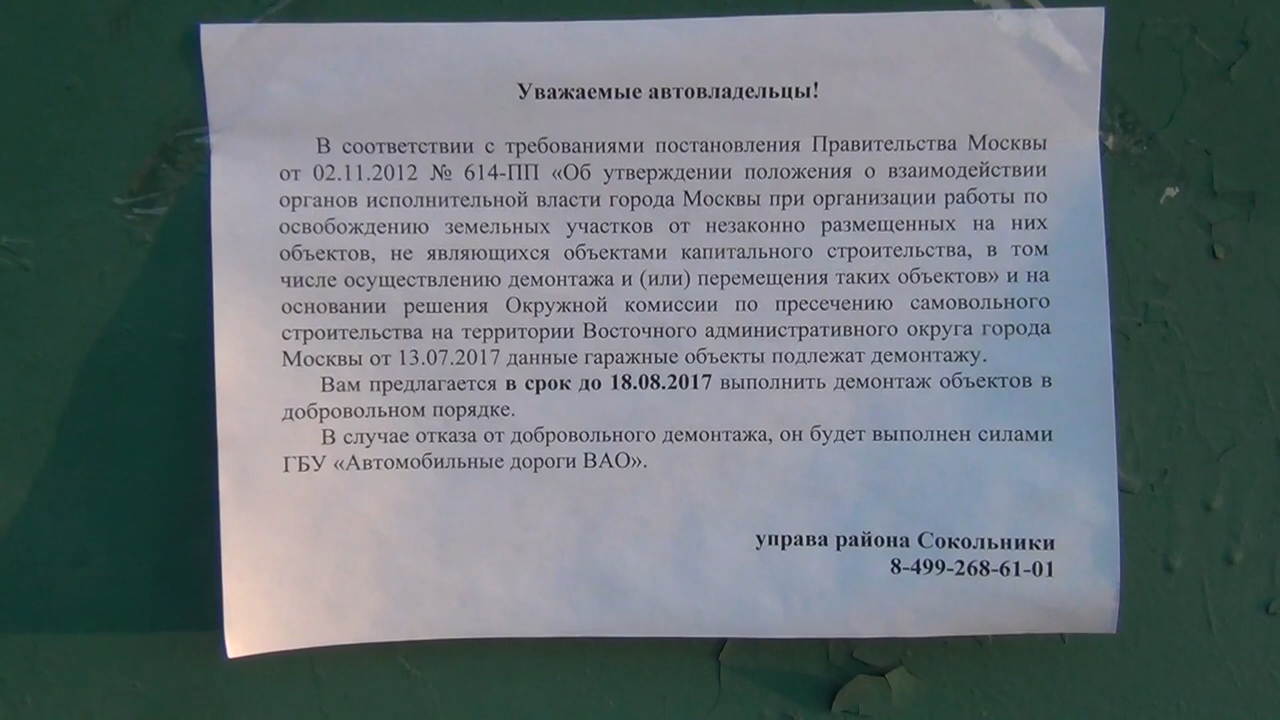 Уважаемые автовладельцы!
В соответствии с требованиями постановления Правительства Москвы
от 02.11.2012 № 614-ПП «Об утверждении положения о взаимодействии
органов исполнительной власти города Москвы при организации работы по
освобождению земельных участков от незаконно размещенных на них
объектов, не являющихся объектами капитального строительства, в том
числе осуществлению демонтажа и (или) перемещения таких объектов» и на
основании решения Окружной комиссии по пресечению самовольного
строительства на территории Восточного административного округа города
Москвы от 13.07.2017 данные гаражные объекты подлежат демонтажу.
Вам предлагается в срок до 18.08.2017 выполнить демонтаж объектов в
добровольном порядке.
В случае отказа от добровольного демонтажа, он будет выполнен силами
ГБУ «Автомобильные дороги ВАО».
управа района Сокольники
8-499-268-61-01